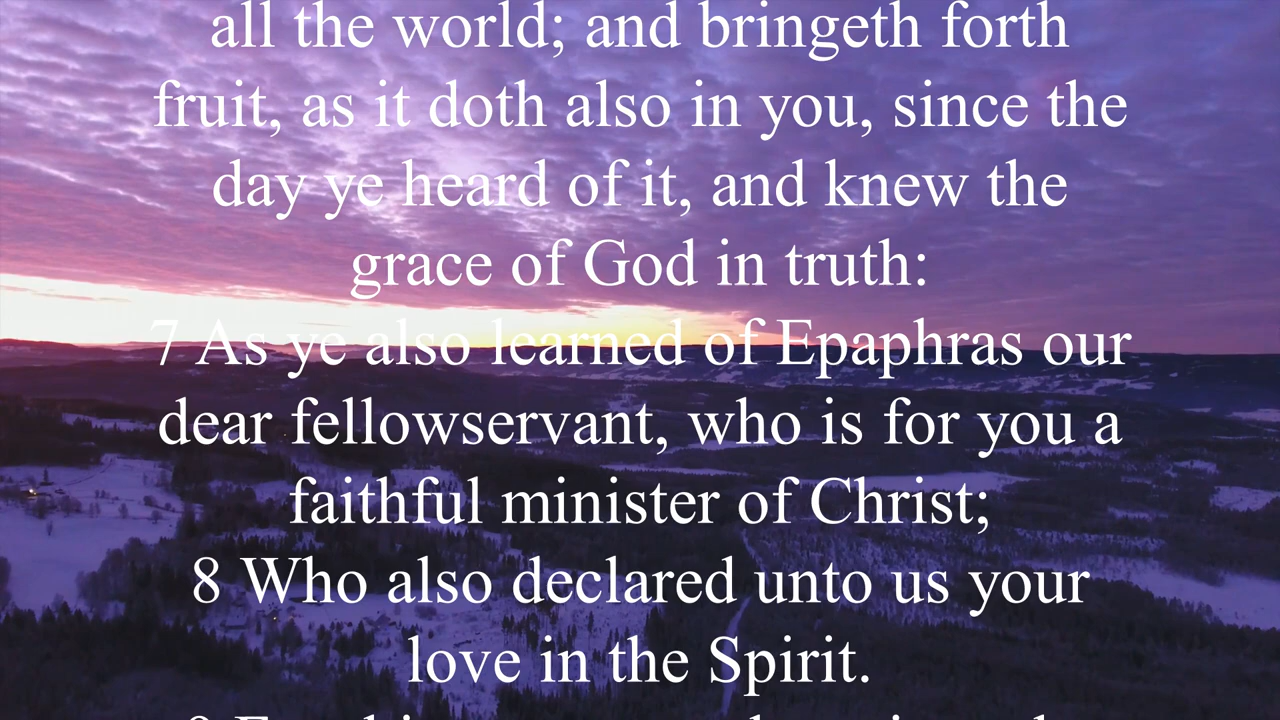 all the world; and bringeth forth
fruit, as it doth also in you, since the
day ye heard of it, and knew the
grace of God in truth:
7 As ye also learned of Epaphras our
dear fellowservant, who is for you a
faithful minister of Christ;
8 Who also declared unto us your
love in the Spirit.